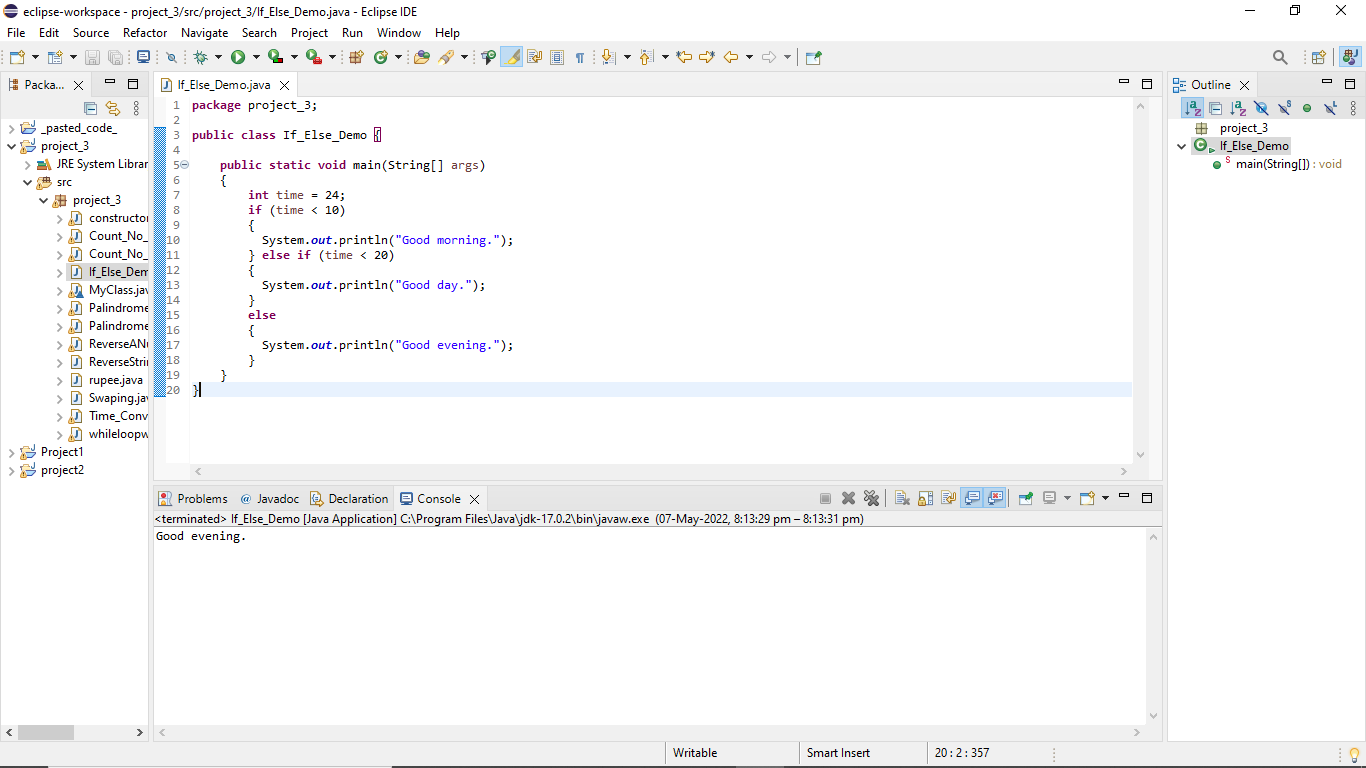 eclipse-workspace - project_3/src/project_3/If_Else_Demo.java - Eclipse IDE
File Edit Source Refactor Navigate Search Project Run Window Help
Packa...
_pasted_code_
project_3
JRE System Librar
src
project_3
constructor
Count_No_
Count_No_
If_Else_Dem
MyClass.jav
Palindrome
Palindrome
ReverseANu
ReverseStrin
rupee.java
Swaping.jav
Time_Conv
whileloopw
Project1
project2
If_Else_Demo.java
1 package project_3;
2
3 public class If_Else_Demo {
4
5 public static void main(String[] args)
6 {
7 int time = 24;
8 if (time < 10)
9 {
10 System.out.println("Good morning.");
11 } else if (time < 20)
12 {
13 System.out.println("Good day.");
14 }
15 else
16 {
17 System.out.println("Good evening.");
18 }
19 }
20 }
Outline
project_3
If_Else_Demo
main(String[]) : void
Problems Javadoc Declaration Console
<terminated> If_Else_Demo [Java Application] C:\Program Files\Java\jdk-17.0.2\bin\javaw.exe (07-May-2022, 8:13:29 pm – 8:13:31 pm)
Good evening.
Writable Smart Insert 20 : 2 : 357